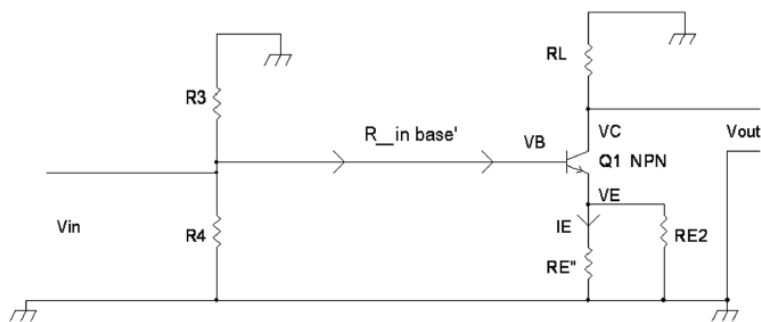 RL
R3
R__in base'
VB
VC
Vout
Q1 NPN
VE
Vin
R4
IE
RE2
RE"